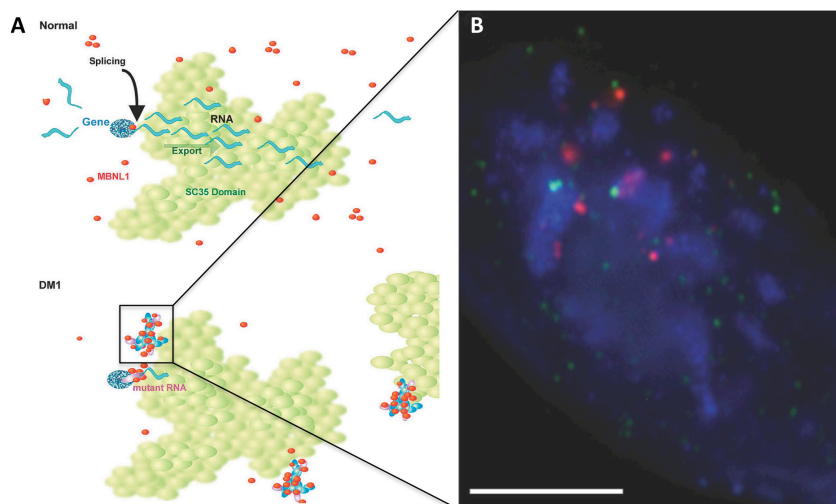 A
Normal
Splicing
Gene
RNA
Export
MBNL1
SC35 Domain
DM1
mutant RNA
B